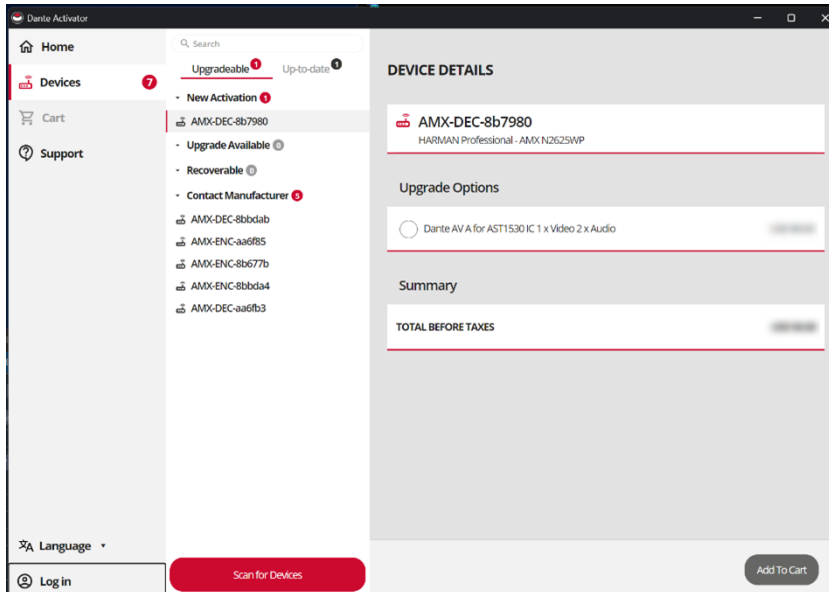 Dante Activator
Home
Devices 7
Cart
Support
Search
Upgradeable 1 Up-to-date 1
New Activation 1
AMX-DEC-8b7980
Upgrade Available 0
Recoverable 0
Contact Manufacturer 5
AMX-DEC-8bbdab
AMX-ENC-aa6f85
AMX-ENC-8b677b
AMX-ENC-8bbda4
AMX-DEC-aa6fb3
DEVICE DETAILS
AMX-DEC-8b7980
HARMAN Professional - AMX N2625WP
Upgrade Options
Dante AV A for AST1530 IC 1 x Video 2 x Audio
Summary
TOTAL BEFORE TAXES
Language
Log in
Scan for Devices
Add To Cart